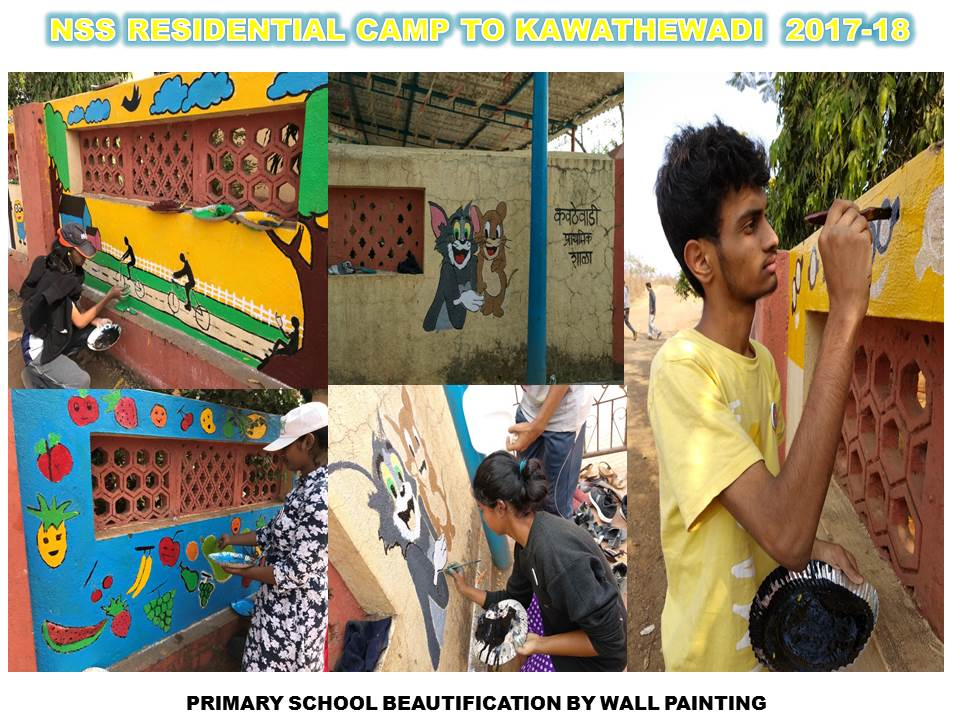 NSS RESIDENTIAL CAMP TO KAWATHEWADI 2017-18
कवठेवाडी
प्राथमिक
शाळा
PRIMARY SCHOOL BEAUTIFICATION BY WALL PAINTING